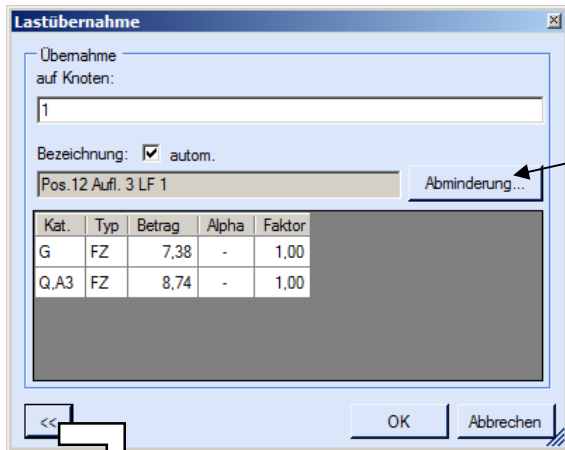 Lastübernahme
Übernahme
auf Knoten:
1
Bezeichnung: autom.
Pos.12 Aufl. 3 LF 1 Abminderung...
Kat. Typ Betrag Alpha Faktor
G FZ 7,38 - 1,00
Q,A3 FZ 8,74 - 1,00
<< OK Abbrechen